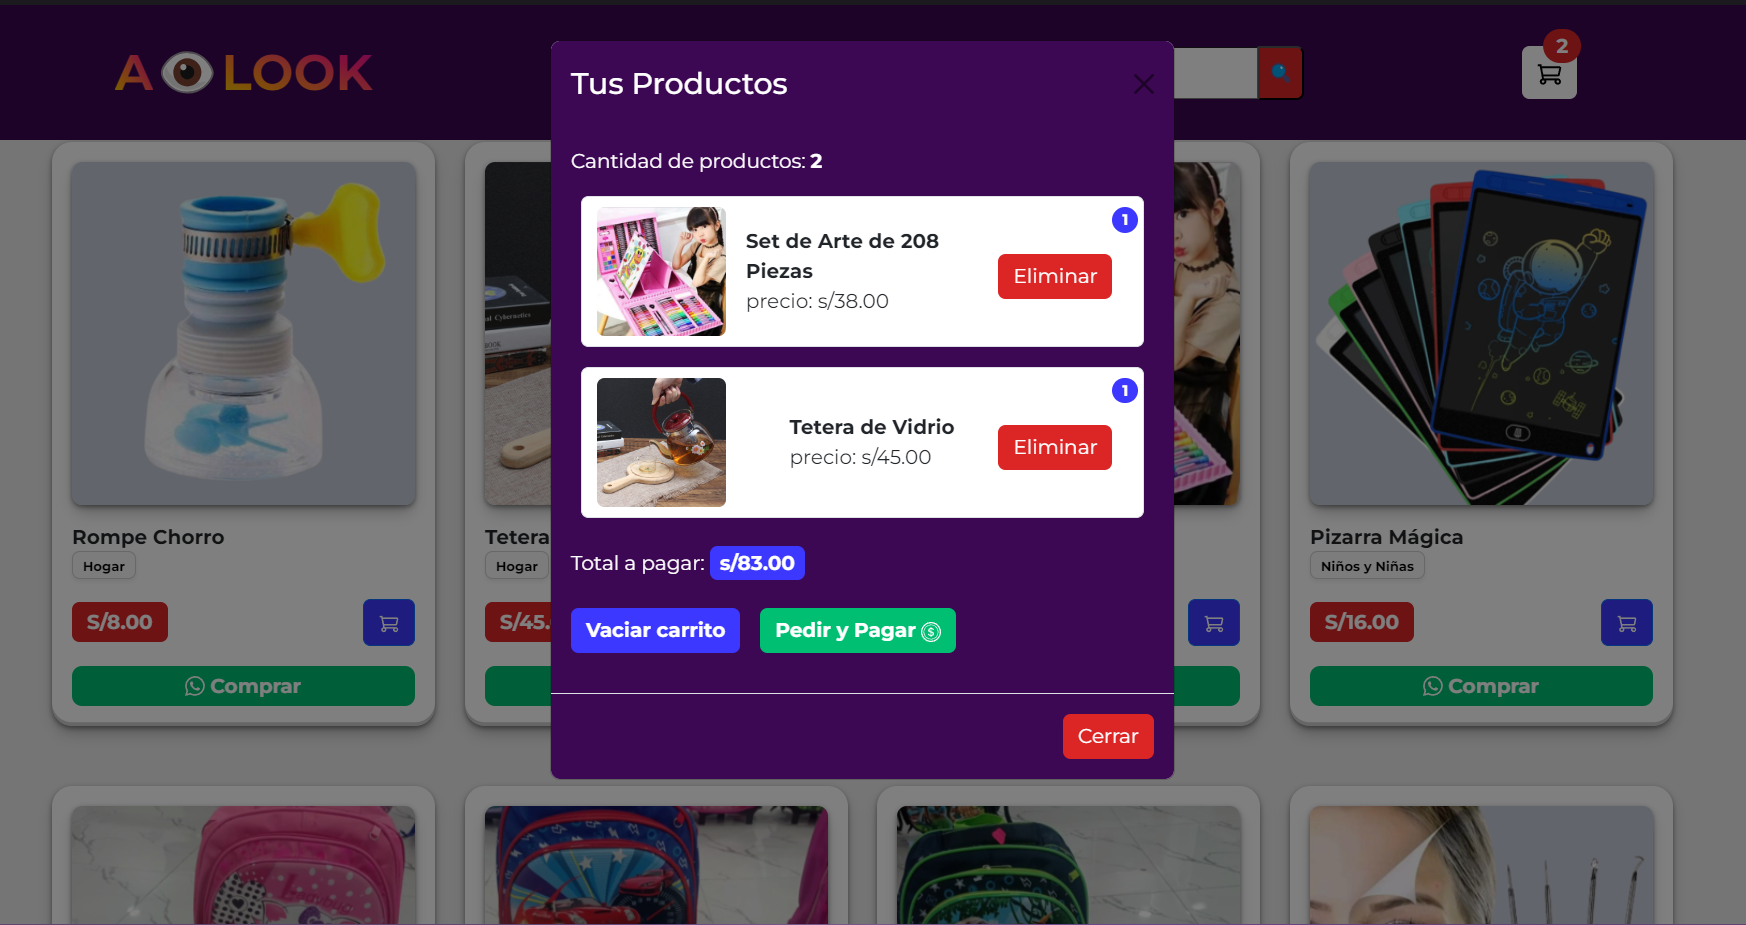 A LOOK
2
Tus Productos
Cantidad de productos: 2
1
Set de Arte de 208
Piezas
precio: s/38.00
Eliminar
1
Tetera de Vidrio
precio: s/45.00
Eliminar
Total a pagar: s/83.00
Vaciar carrito
Pedir y Pagar
Cerrar
Rompe Chorro
Hogar
S/8.00
Comprar
Tetera
Hogar
S/45.
Pizarra Mágica
Niños y Niñas
S/16.00
Comprar